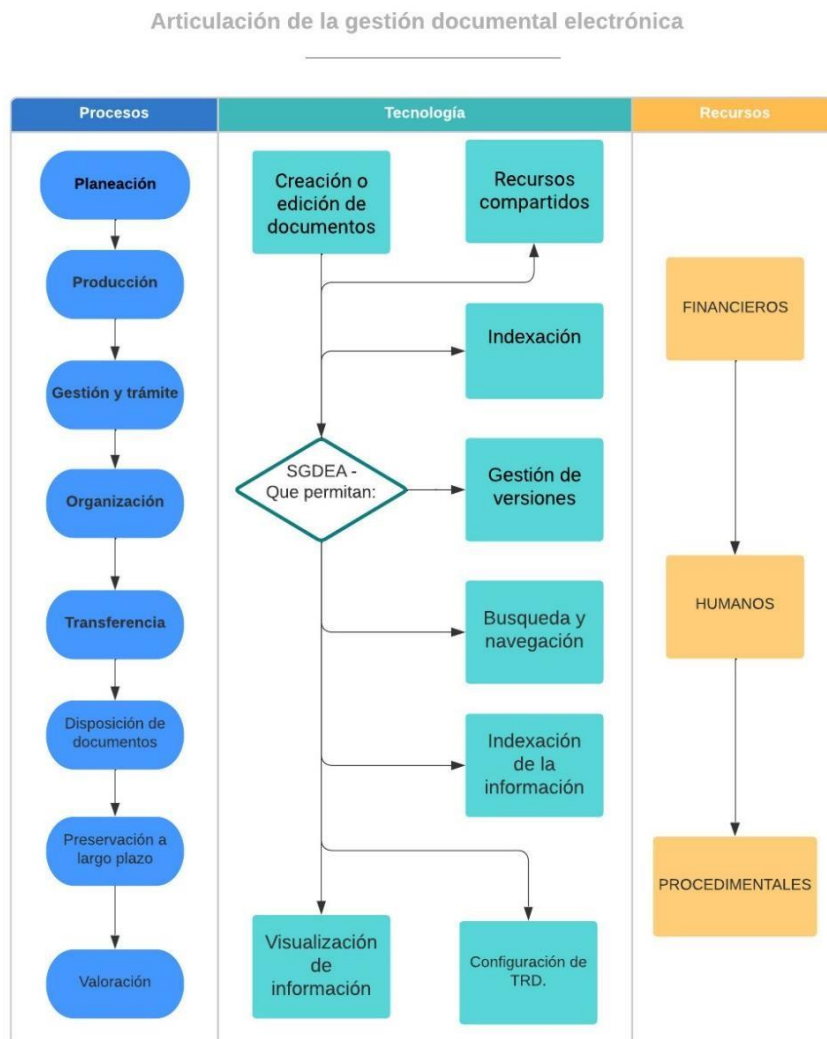 Articulación de la gestión documental electrónica
Procesos
Tecnología
Recursos
Planeación
Producción
Gestión y trámite
Organización
Transferencia
Disposición de
documentos
Preservación a
largo plazo
Valoración
Creación o
edición de
documentos
Recursos
compartidos
Indexación
SGDEA -
Que permitan:
Gestión de
versiones
Busqueda y
navegación
Indexación
de la
información
Visualización
de
información
Configuración de
TRD.
FINANCIEROS
HUMANOS
PROCEDIMENTALES